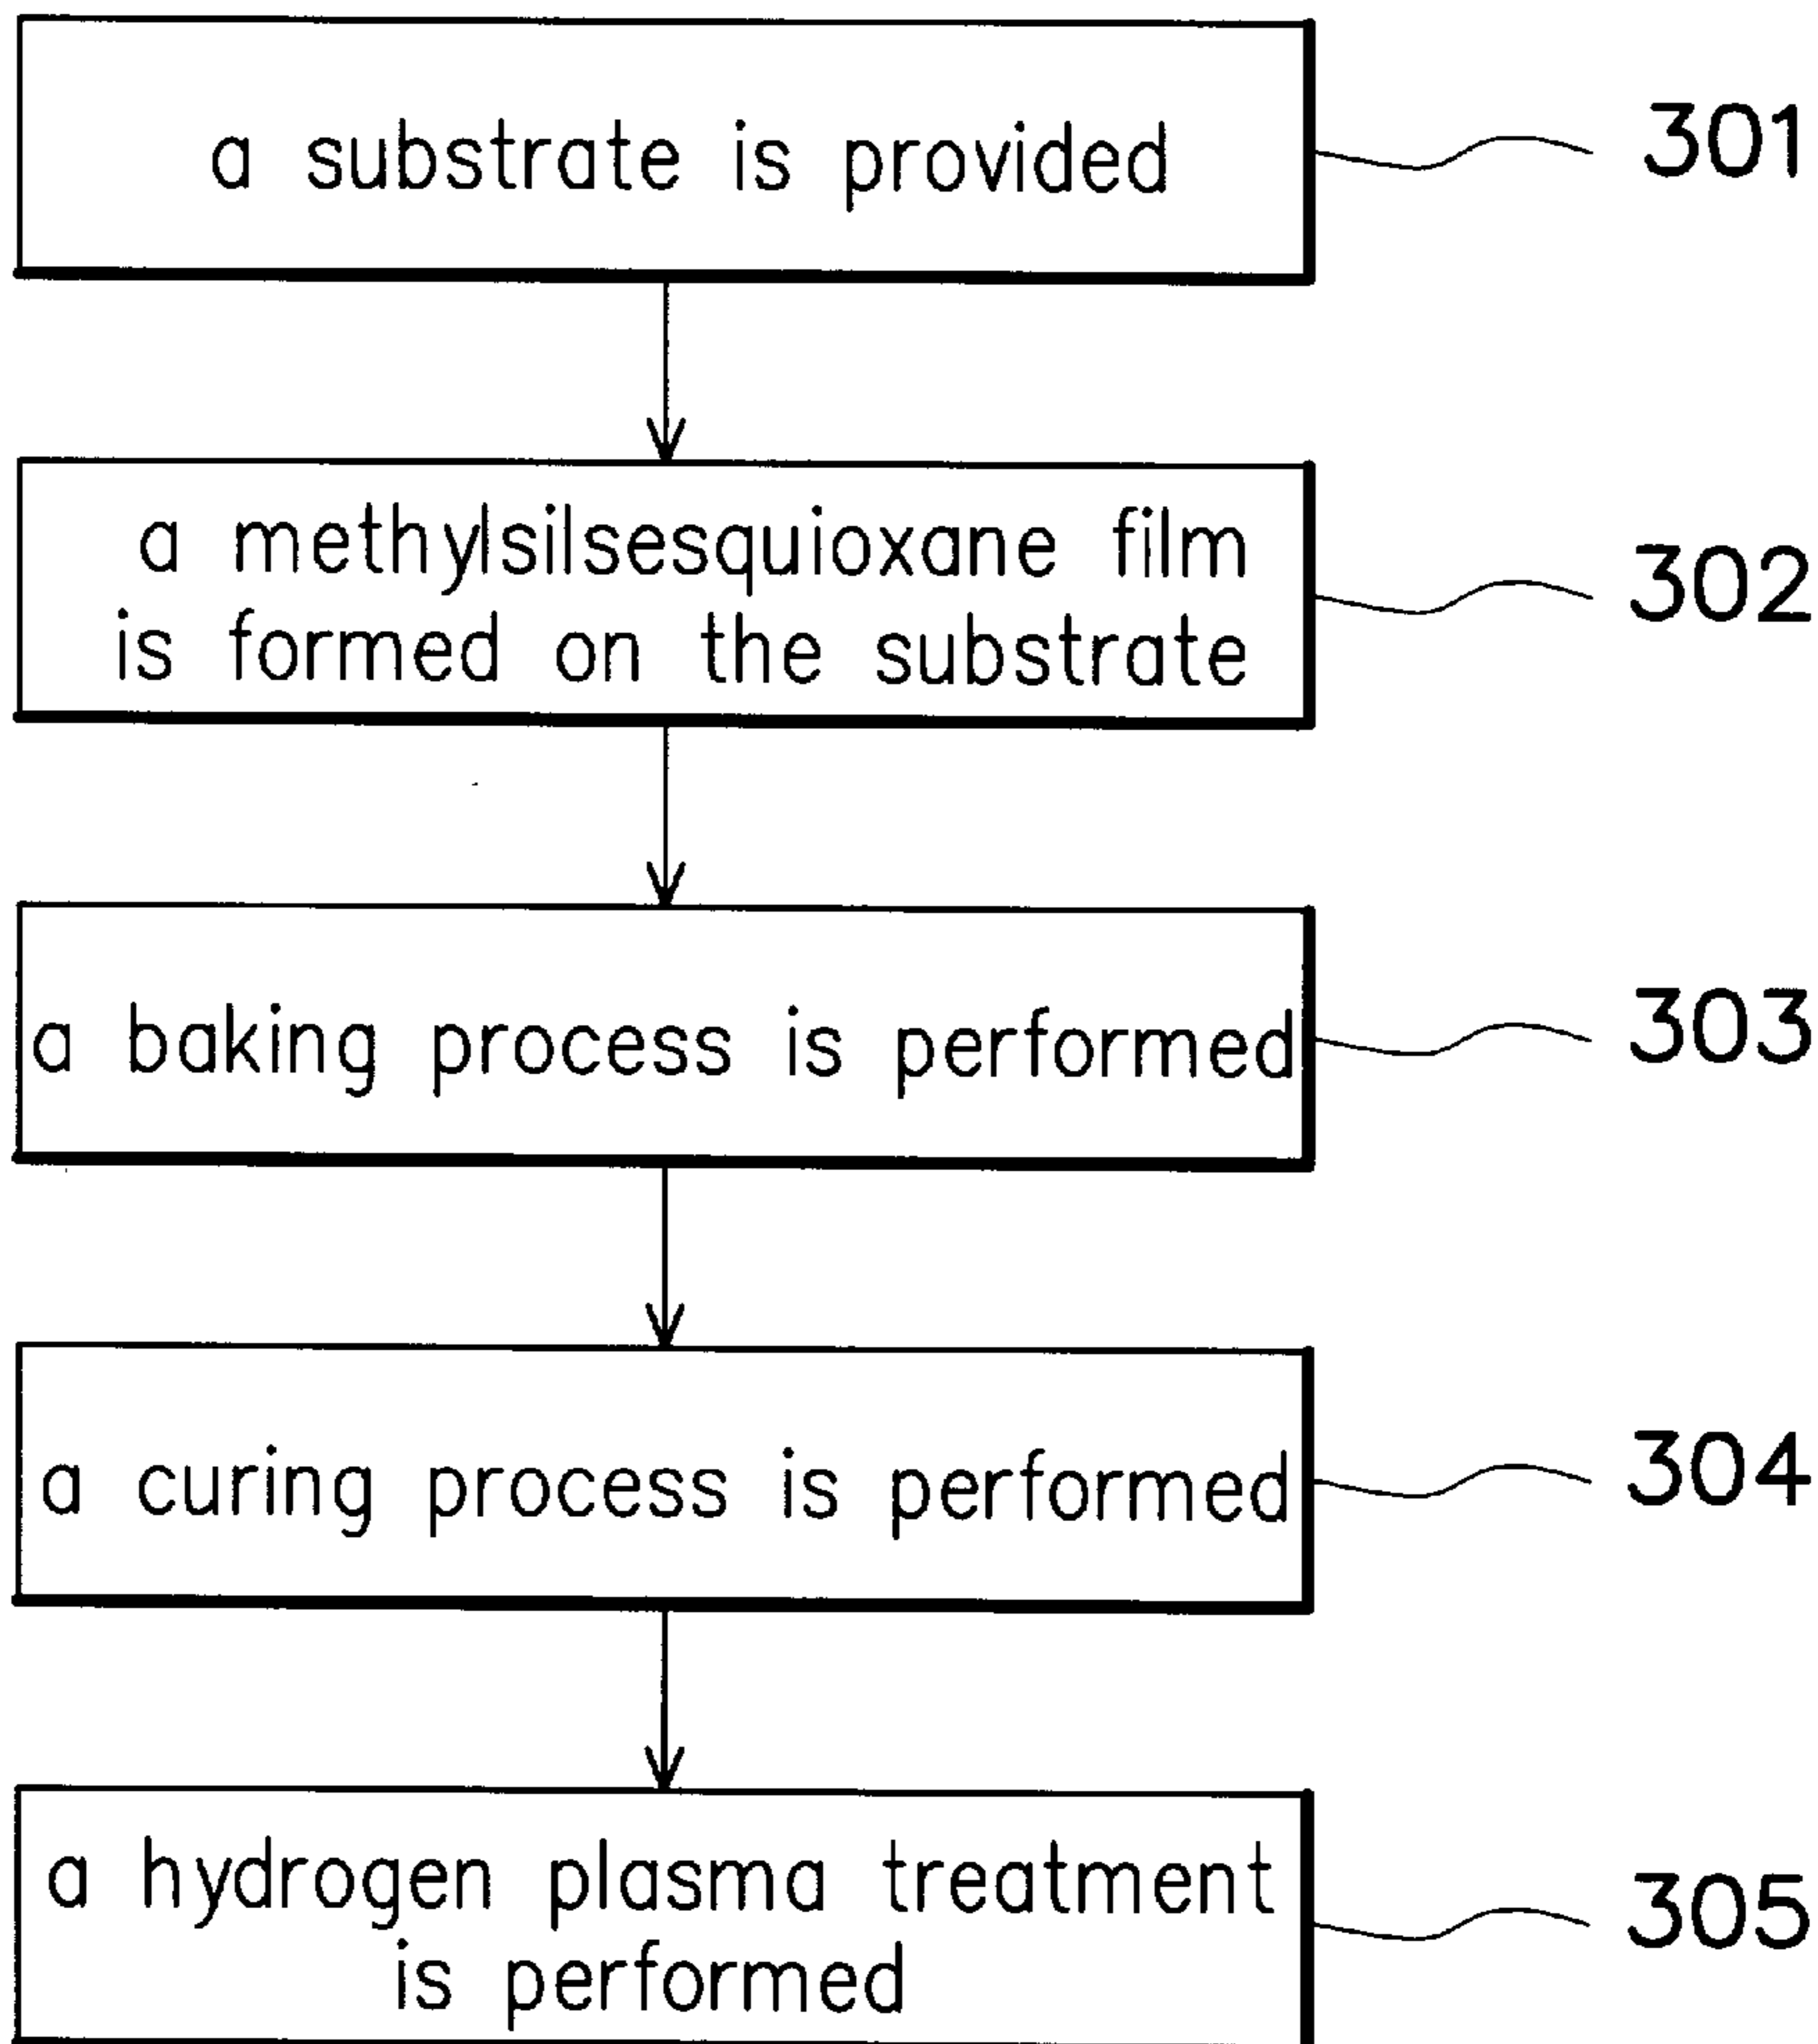 a substrate is provided
301
a methylsilsesquioxane film
is formed on the substrate
302
a baking process is performed
303
a curing process is performed
304
a hydrogen plasma treatment
is performed
305